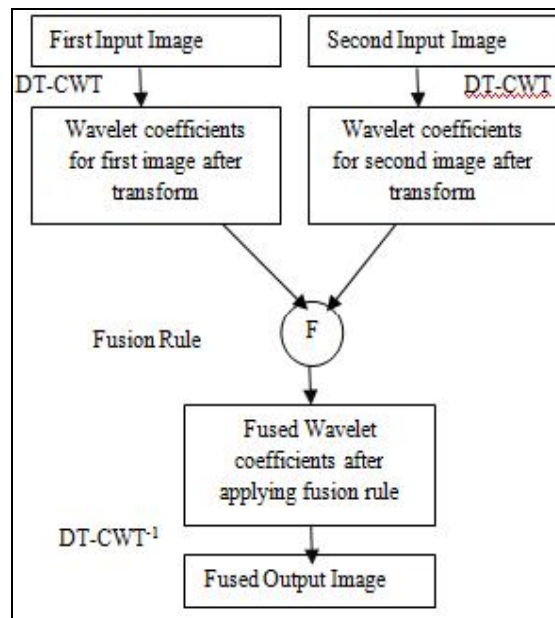 First Input Image
Second Input Image
DT-CWT
DT-CWT
Wavelet coefficients
for first image after
transform
Wavelet coefficients
for second image after
transform
F
Fusion Rule
Fused Wavelet
coefficients after
applying fusion rule
DT-CWT⁻¹
Fused Output Image